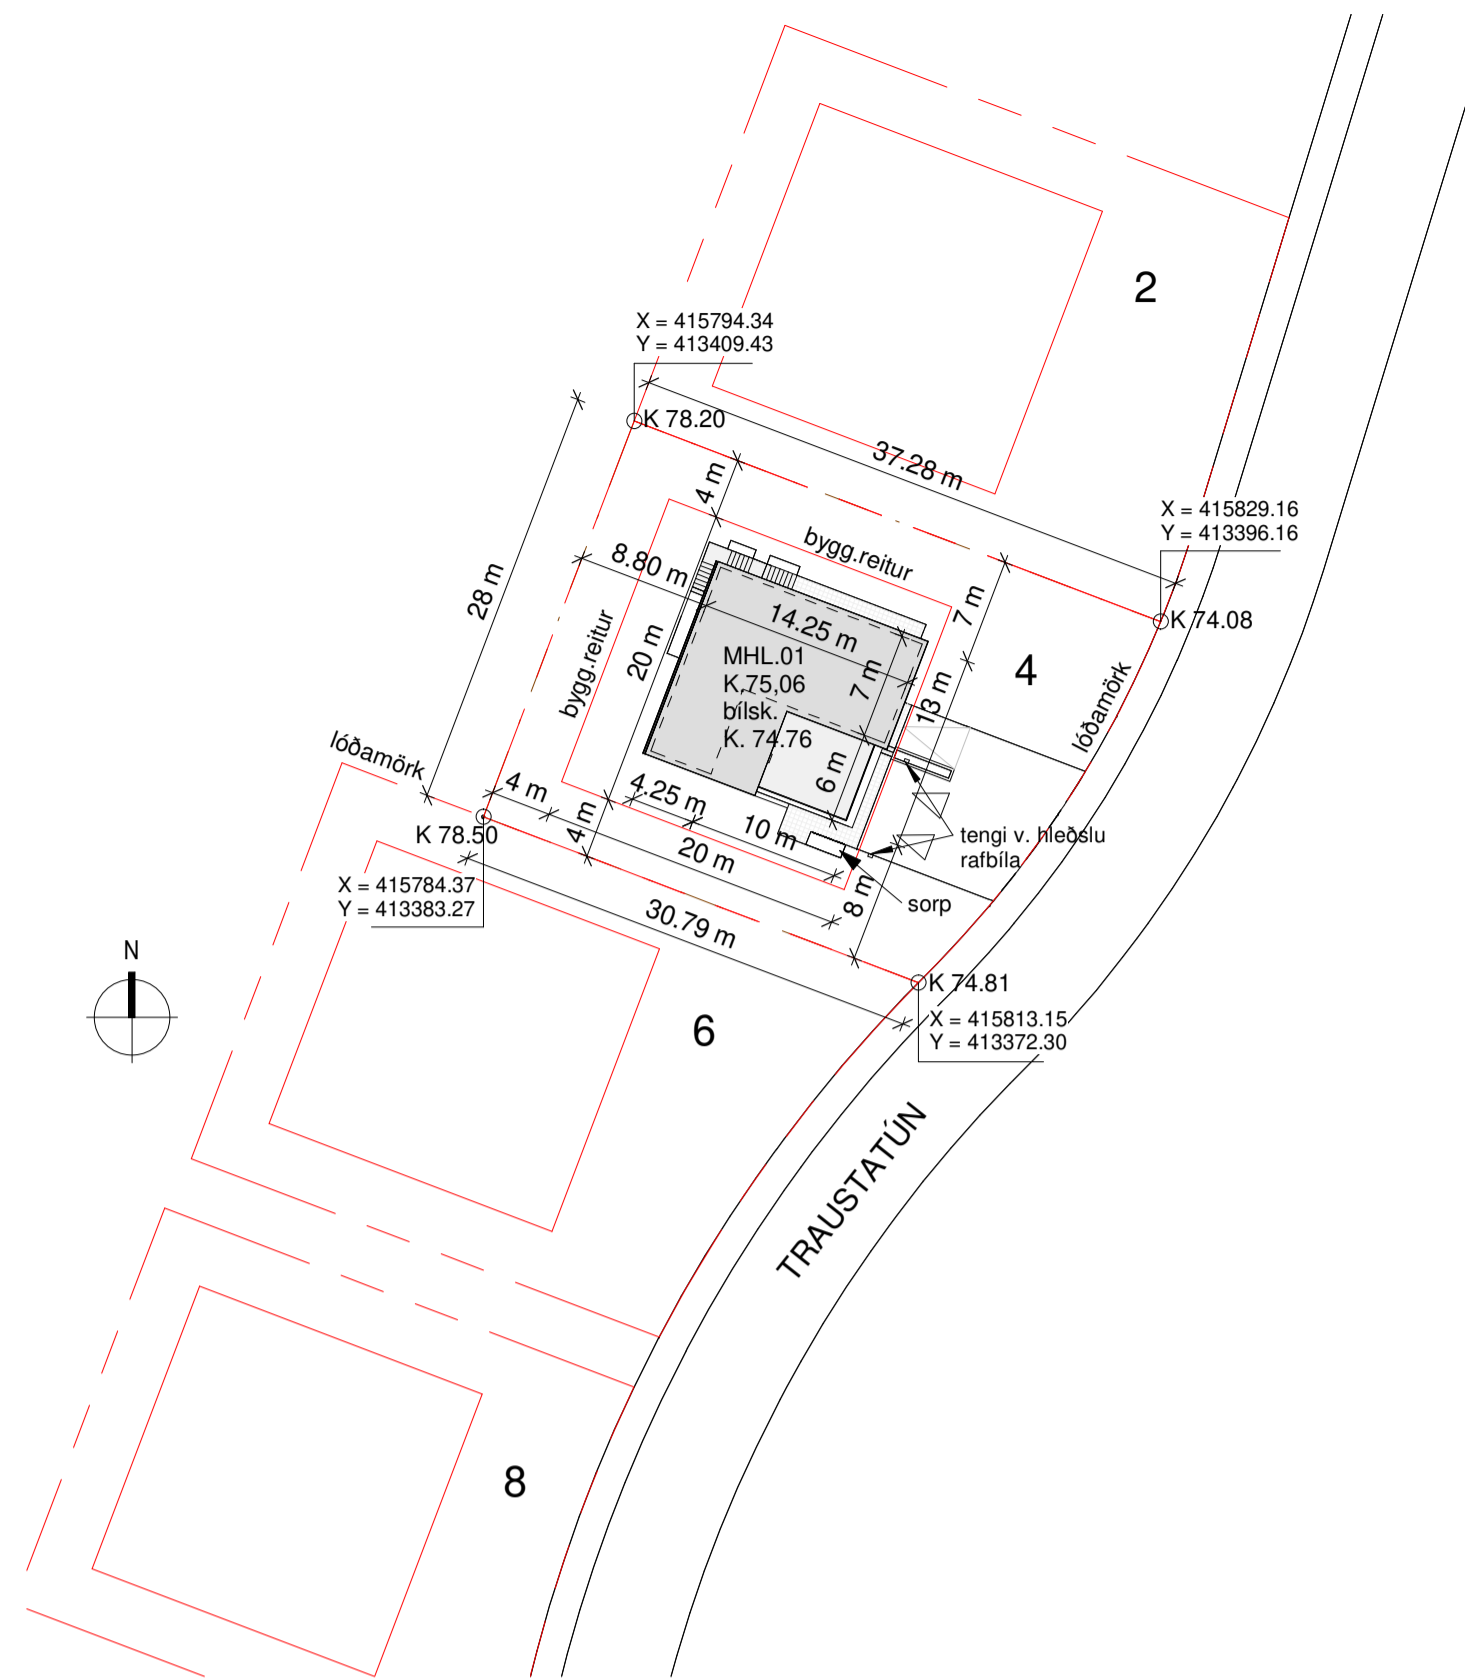 2
X = 415794.34
Y = 413409.43
K 78.20
37.28 m
4 m
X = 415829.16
Y = 413396.16
bygg.reitur
8.80 m
28 m
7 m
14.25 m
K 74.08
bygg.reitur
20 m
MHL.01
K,75,06
bílsk.
K. 74.76
7 m
13 m
4
lóðamörk
lóðamörk
6 m
4 m
4.25 m
10 m
4 m
20 m
K 78.50
tengi v. hleðslu
rafbíla
X = 415784.37
Y = 413383.27
8 m
sorp
30.79 m
N
K 74.81
6
X = 415813.15
Y = 413372.30
TRAUSTATÚN
8